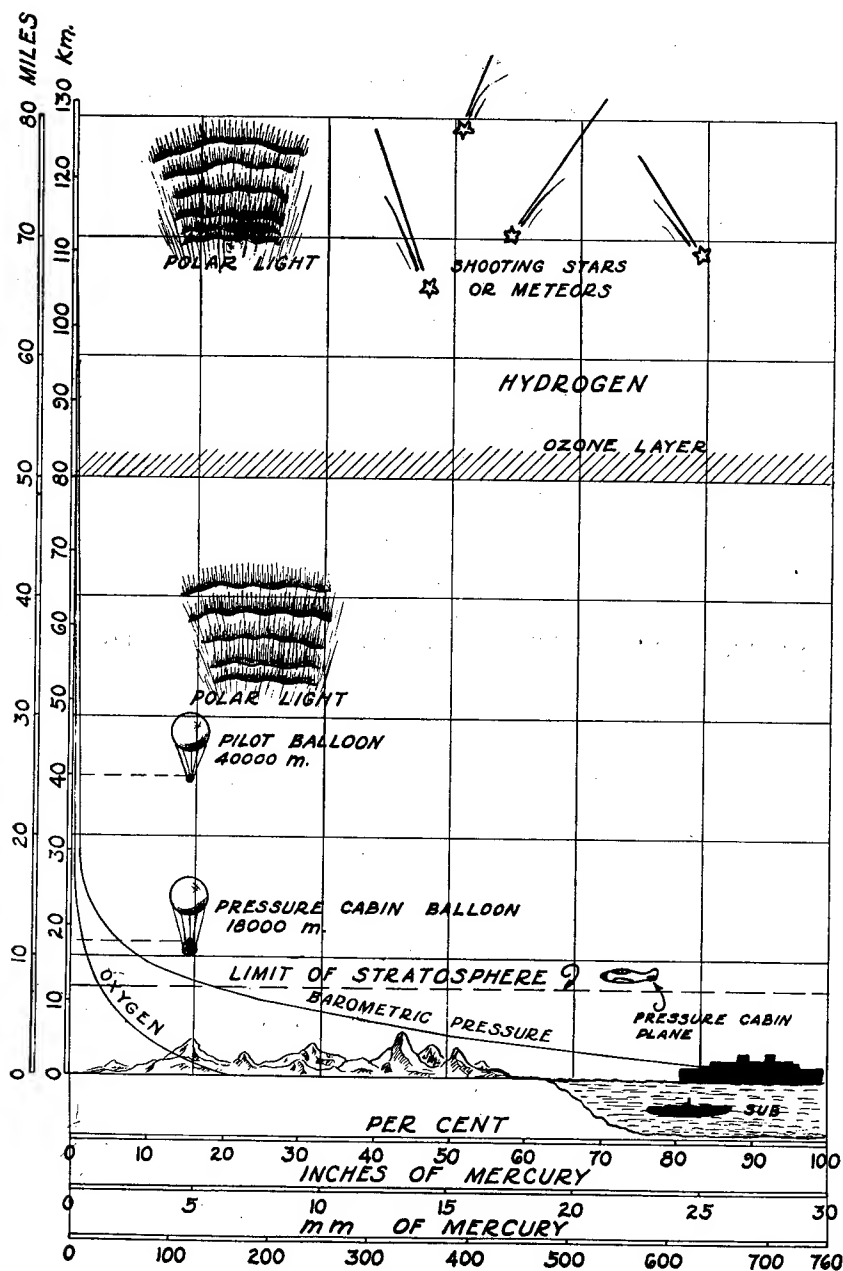 80 MILES
130 Km.
120
70
110
POLAR LIGHT
SHOOTING STARS
OR METEORS
100
60
90
HYDROGEN
OZONE LAYER
50
80
70
40
60
POLAR LIGHT
50
30
PILOT BALLOON
40000 m.
40
20
30
PRESSURE CABIN BALLOON
18000 m.
20
10
LIMIT OF STRATOSPHERE
10
OXYGEN
BAROMETRIC PRESSURE
PRESSURE CABIN
PLANE
0 0
SUB
PER CENT
0 10 20 30 40 50 60 70 80 90 100
INCHES OF MERCURY
0 5 10 15 20 25 30
mm OF MERCURY
0 100 200 300 400 500 600 700 760